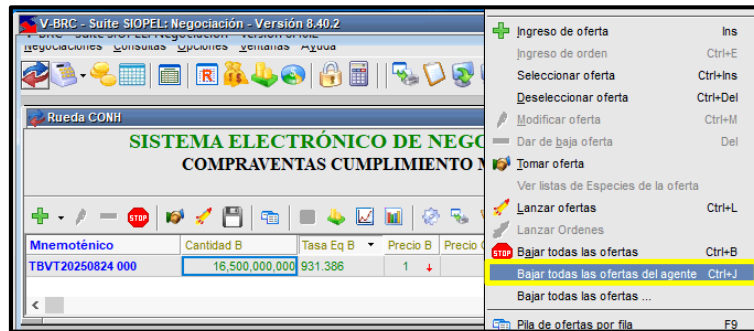 V-BRC - Suite SIOPEL: Negociación - Versión 8.40.2
Negociaciones Consultas Opciones Ventanas Ayuda
Rueda CONH
SISTEMA ELECTRÓNICO DE NEGO
COMPRAVENTAS CUMPLIMIENTO M
Mnemoténico Cantidad B Tasa Eq B Precio B Precio
TBVT20250824 000 16,500,000,000 931.386 1
Ingreso de oferta Ins
Ingreso de orden Ctrl+E
Seleccionar oferta Ctrl+Ins
Deseleccionar oferta Ctrl+Del
Modificar oferta Ctrl+M
Dar de baja oferta Del
Tomar oferta
Ver listas de Especies de la oferta
Lanzar ofertas Ctrl+L
Lanzar Ordenes
STOP Bajar todas las ofertas Ctrl+B
Bajar todas las ofertas del agente Ctrl+J
Bajar todas las ofertas ...
Pila de ofertas por fila F9